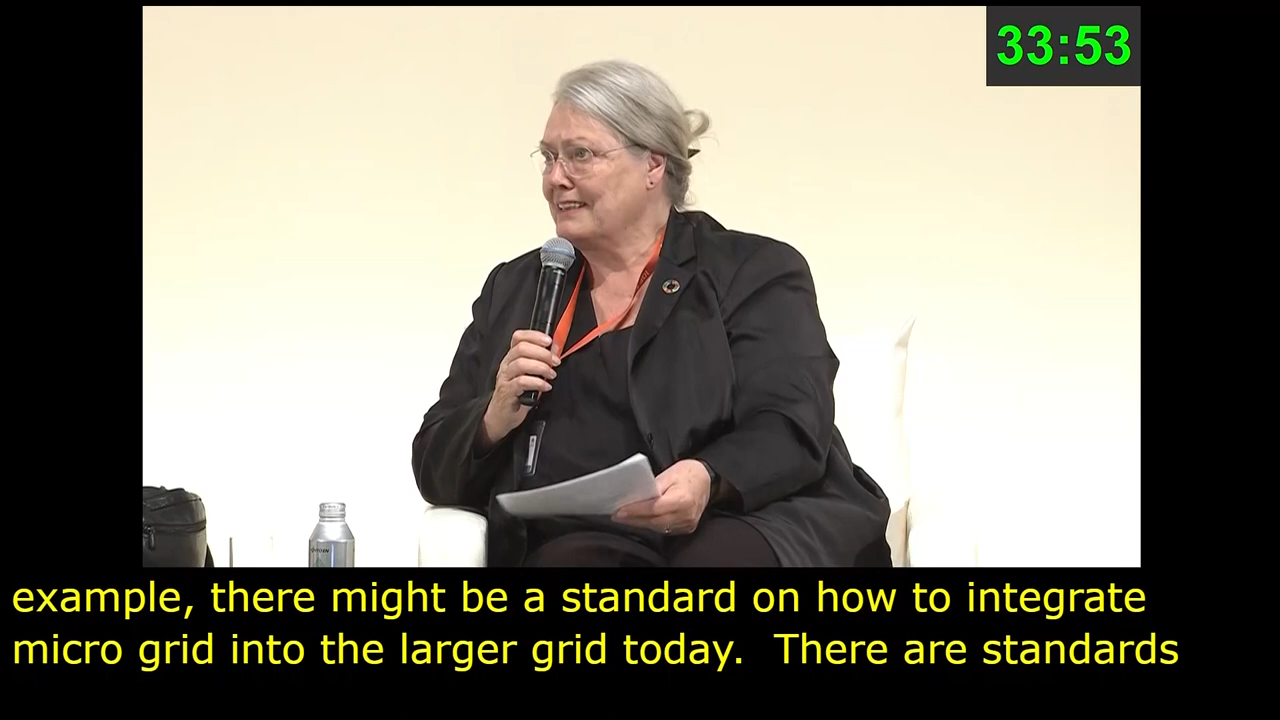 33:53
example, there might be a standard on how to integrate
micro grid into the larger grid today.  There are standards